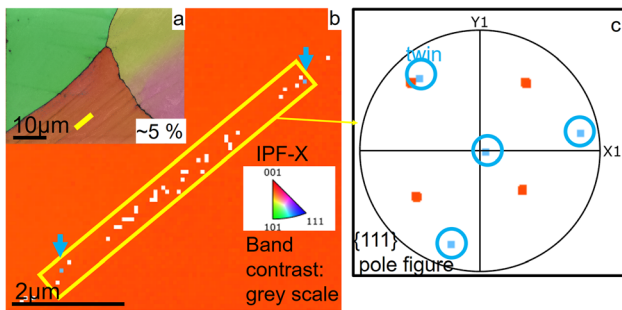 a
10µm
~5 %
b
IPF-X
001
101
111
Band
contrast:
grey scale
2µm
c
Y1
twin
X1
{111}
pole figure